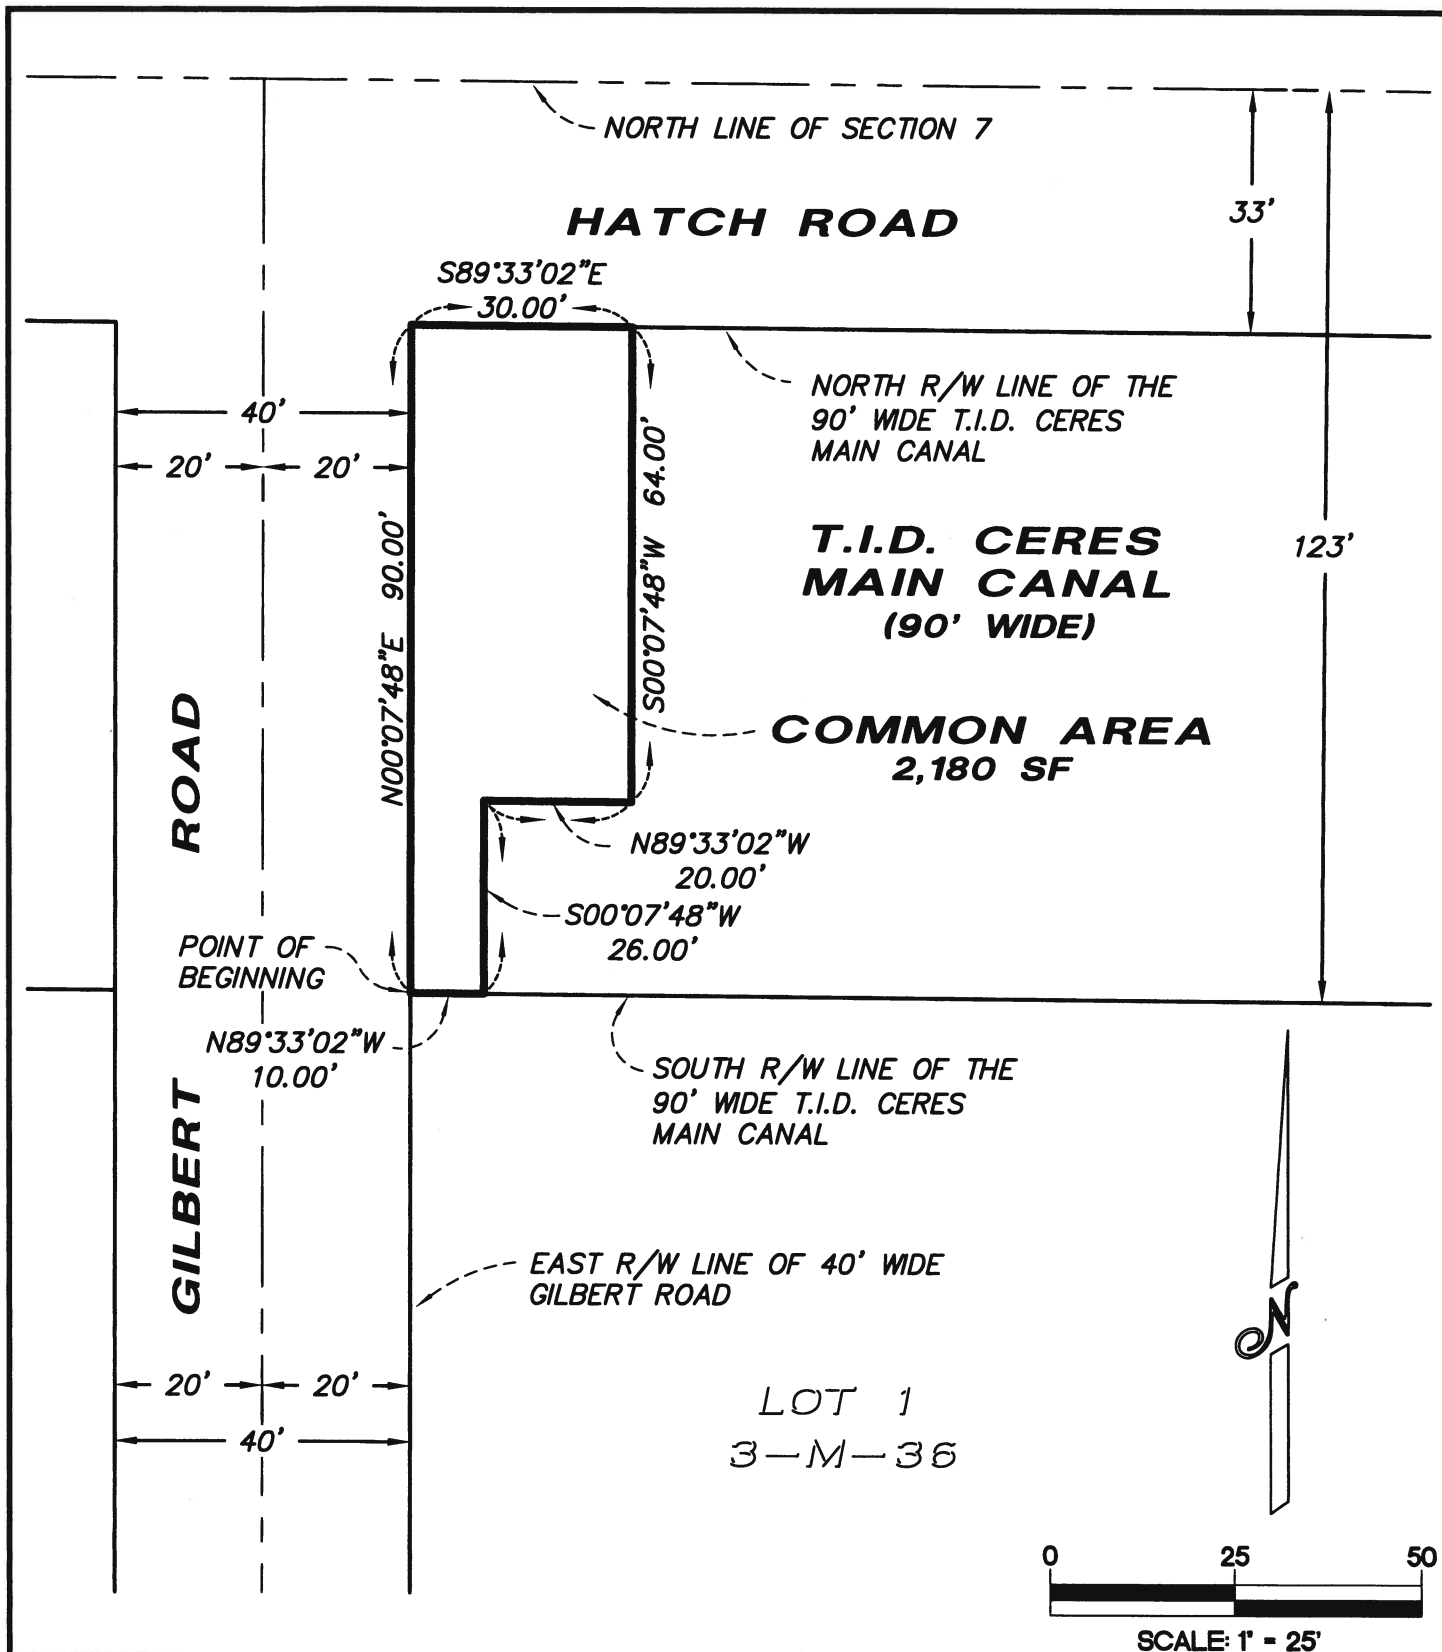 NORTH LINE OF SECTION 7
HATCH ROAD
33'
S89°33'02"E
30.00'
40'
20' 20'
NORTH R/W LINE OF THE
90' WIDE T.I.D. CERES
MAIN CANAL
N00°07'48"E 90.00'
S00°07'48"W 64.00'
T.I.D. CERES
MAIN CANAL
(90' WIDE)
123'
COMMON AREA
2,180 SF
GILBERT ROAD
N89°33'02"W
20.00'
S00°07'48"W
26.00'
POINT OF
BEGINNING
N89°33'02"W
10.00'
SOUTH R/W LINE OF THE
90' WIDE T.I.D. CERES
MAIN CANAL
EAST R/W LINE OF 40' WIDE
GILBERT ROAD
N
20' 20'
40'
LOT 1
3-M-36
0 25 50
SCALE: 1" = 25'